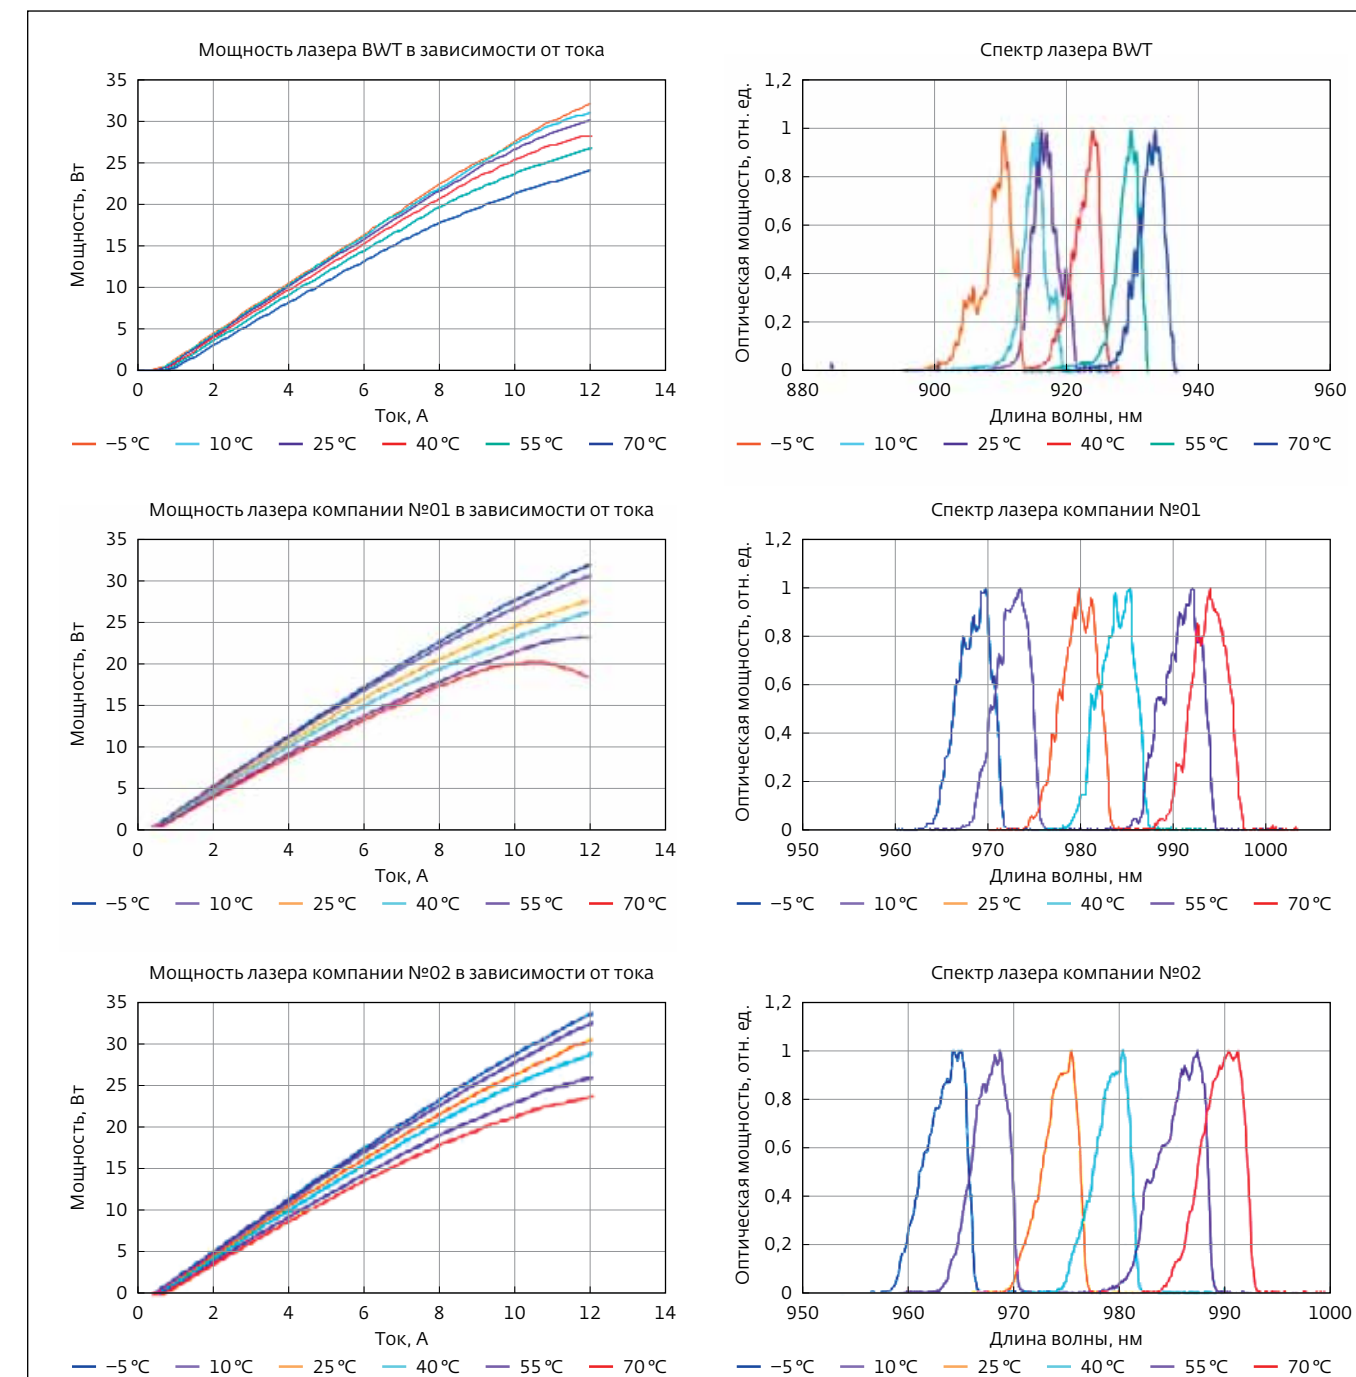 Мощность лазера BWT в зависимости от тока
Мощность, Вт
35
30
25
20
15
10
5
0
0 2 4 6 8 10 12 14
Ток, А
−5 °C 10 °C 25 °C 40 °C 55 °C 70 °C
Спектр лазера BWT
Оптическая мощность, отн. ед.
1,2
1
0,8
0,6
0,4
0,2
0
880 900 920 940 960
Длина волны, нм
−5 °C 10 °C 25 °C 40 °C 55 °C 70 °C
Мощность лазера компании №01 в зависимости от тока
Мощность, Вт
35
30
25
20
15
10
5
0
0 2 4 6 8 10 12 14
Ток, А
−5 °C 10 °C 25 °C 40 °C 55 °C 70 °C
Спектр лазера компании №01
Оптическая мощность, отн. ед.
1,2
1
0,8
0,6
0,4
0,2
0
950 960 970 980 990 1000
Длина волны, нм
−5 °C 10 °C 25 °C 40 °C 55 °C 70 °C
Мощность лазера компании №02 в зависимости от тока
Мощность, Вт
35
30
25
20
15
10
5
0
0 2 4 6 8 10 12 14
Ток, А
−5 °C 10 °C 25 °C 40 °C 55 °C 70 °C
Спектр лазера компании №02
Оптическая мощность, отн. ед.
1,2
1
0,8
0,6
0,4
0,2
0
950 960 970 980 990 1000
Длина волны, нм
−5 °C 10 °C 25 °C 40 °C 55 °C 70 °C